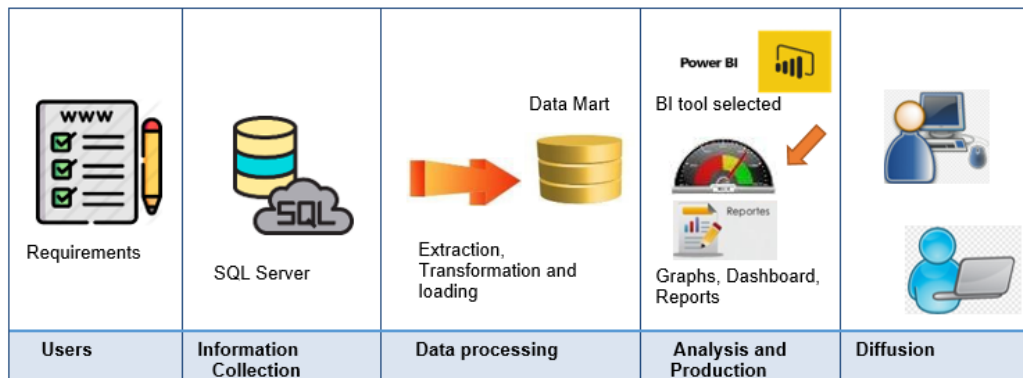 WWW
Requirements
SQL
SQL Server
Data Mart
Extraction,
Transformation and
loading
Power BI
BI tool selected
Reportes
Graphs, Dashboard,
Reports
Users
Information
Collection
Data processing
Analysis and
Production
Diffusion